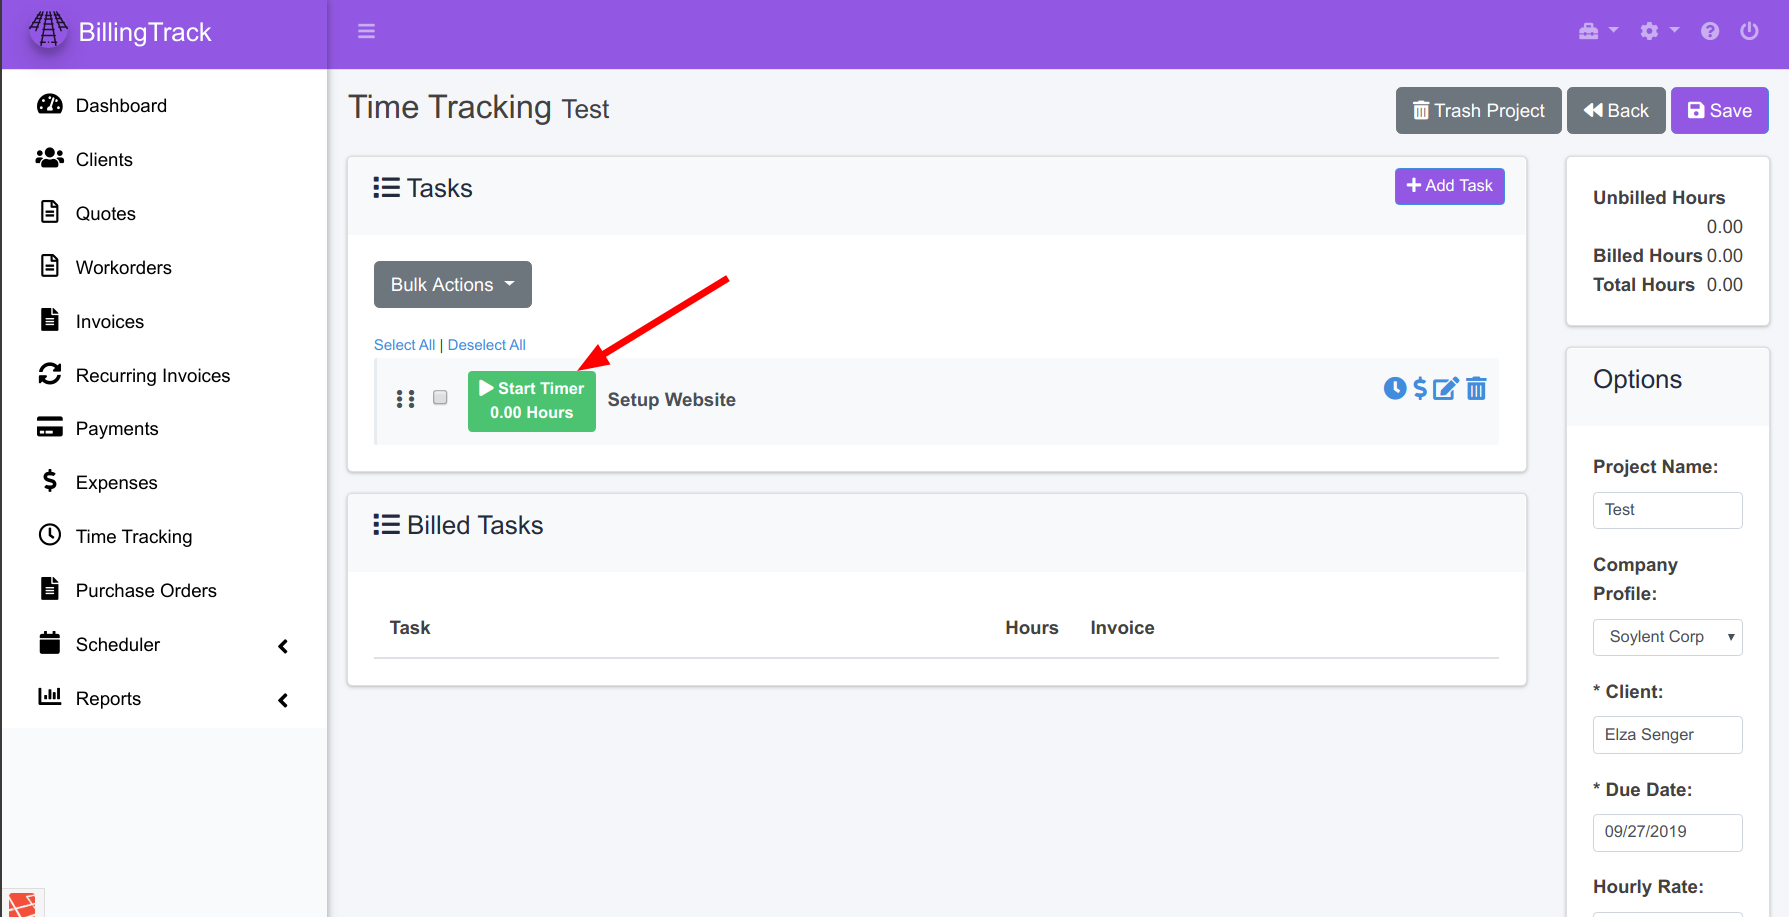 BillingTrack
Dashboard
Clients
Quotes
Workorders
Invoices
Recurring Invoices
Payments
Expenses
Time Tracking
Purchase Orders
Scheduler
Reports
Time Tracking Test
Trash Project
Back
Save
Tasks
Add Task
Bulk Actions
Select All | Deselect All
Start Timer
0.00 Hours
Setup Website
Billed Tasks
Task Hours Invoice
Unbilled Hours
0.00
Billed Hours 0.00
Total Hours 0.00
Options
Project Name:
Test
Company
Profile:
Soylent Corp
* Client:
Elza Senger
* Due Date:
09/27/2019
Hourly Rate: